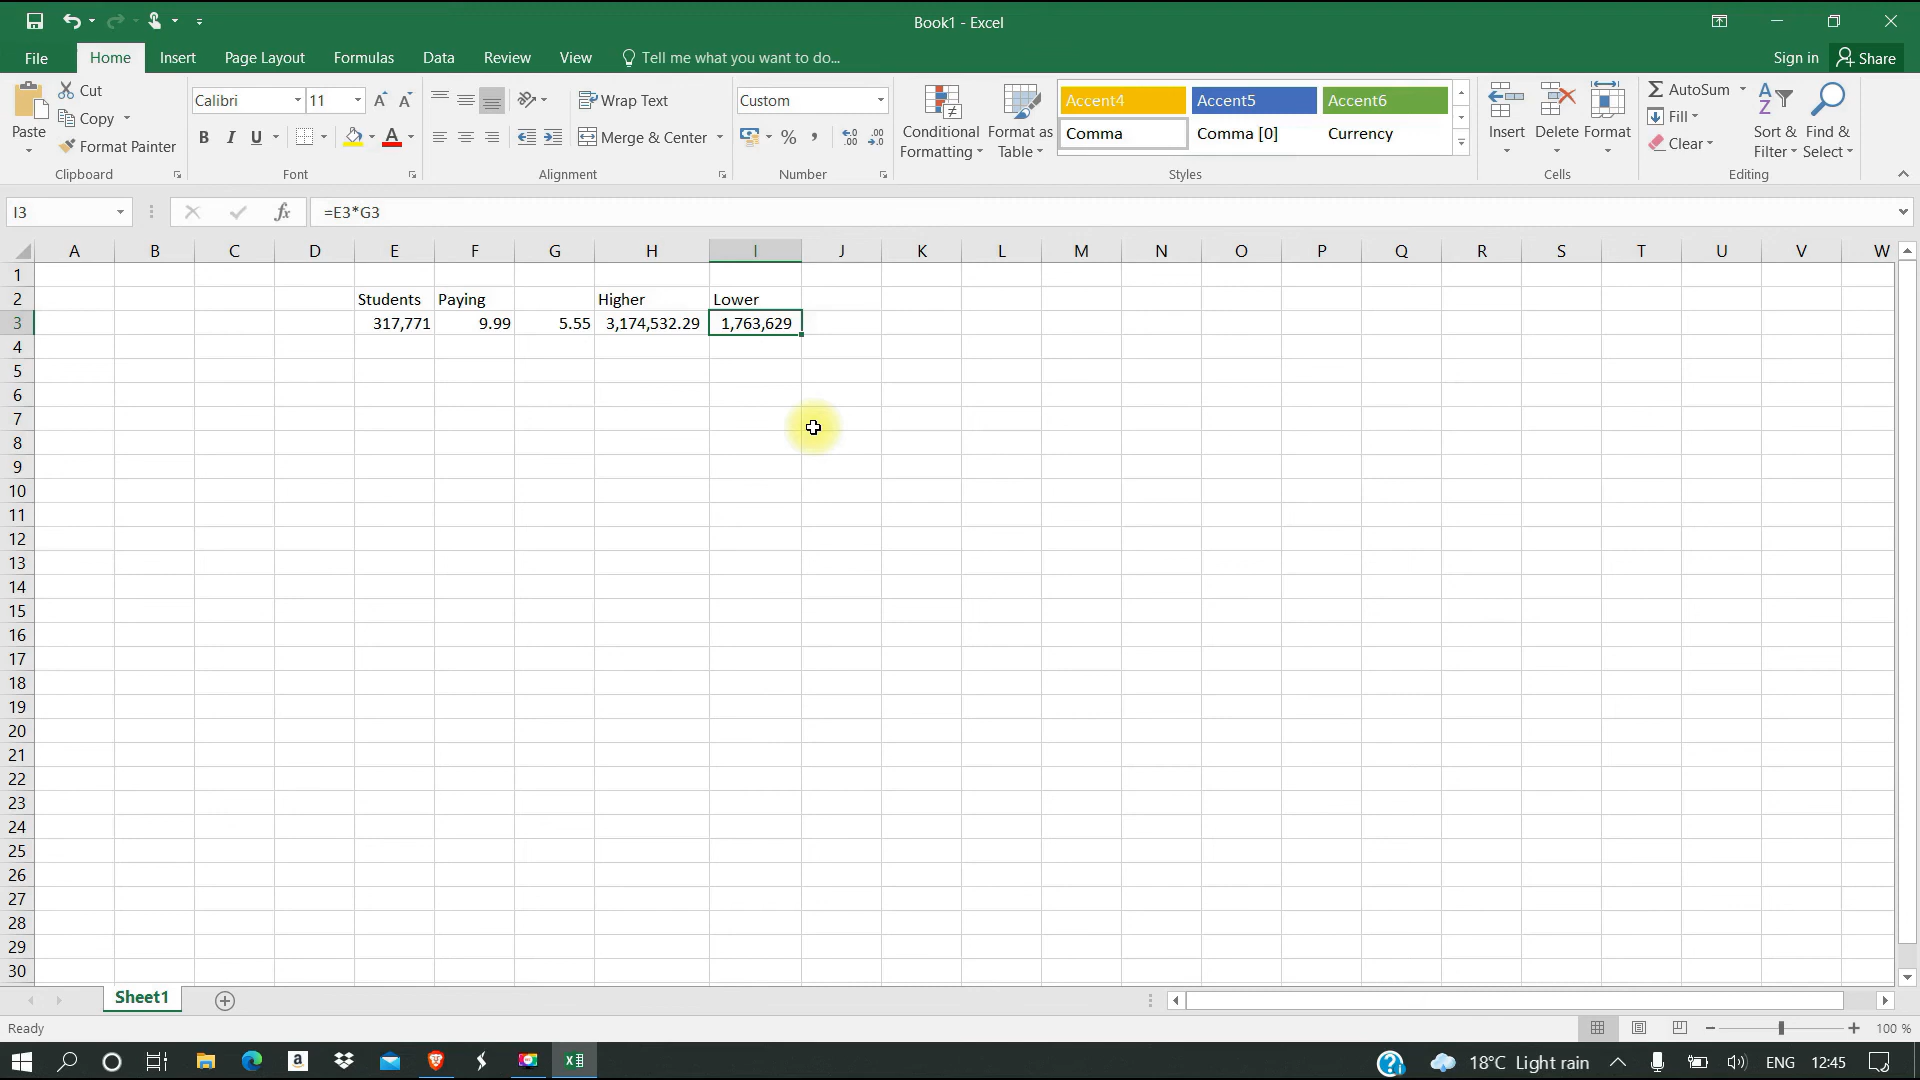 Book1 - Excel
File Home Insert Page Layout Formulas Data Review View Tell me what you want to do... Sign in Share
Paste
Cut
Copy
Format Painter
Clipboard
Calibri 11
B I U
Font
Wrap Text
Merge & Center
Alignment
Custom
Number
Conditional Formatting
Format as Table
Accent4 Accent5 Accent6
Comma Comma [0] Currency
Styles
Insert Delete Format
Cells
AutoSum
Fill
Clear
Sort & Filter
Find & Select
Editing
I3 fx =E3*G3
A B C D E F G H I J K L M N O P Q R S T U V W
1
2 Students Paying Higher Lower
3 317,771 9.99 5.55 3,174,532.29 1,763,629
4
5
6
7
8
9
10
11
12
13
14
15
16
17
18
19
20
21
22
23
24
25
26
27
28
29
30
Sheet1
Ready 100 %
18°C Light rain ENG 12:45